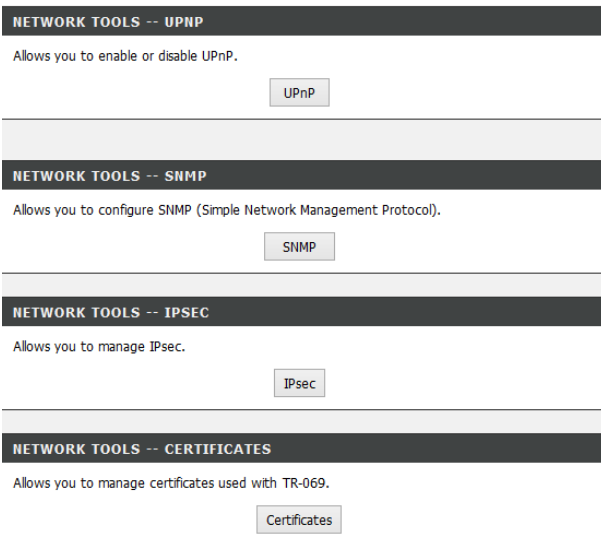 NETWORK TOOLS -- UPNP
Allows you to enable or disable UPnP.
UPnP
NETWORK TOOLS -- SNMP
Allows you to configure SNMP (Simple Network Management Protocol).
SNMP
NETWORK TOOLS -- IPSEC
Allows you to manage IPsec.
IPsec
NETWORK TOOLS -- CERTIFICATES
Allows you to manage certificates used with TR-069.
Certificates